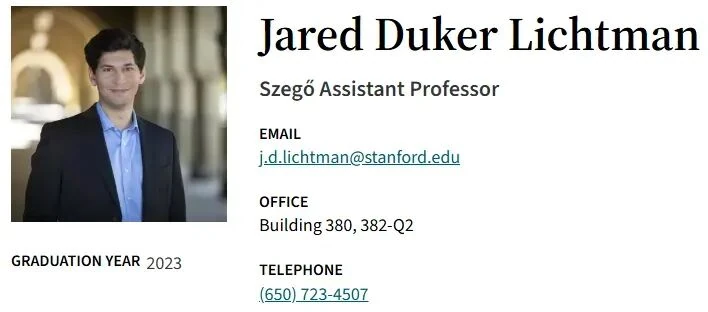 Jared Duker Lichtman
Szegő Assistant Professor
EMAIL
j.d.lichtman@stanford.edu
OFFICE
Building 380, 382-Q2
TELEPHONE
(650) 723-4507
GRADUATION YEAR 2023